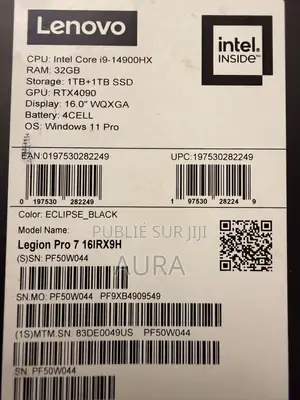 Lenovo
intel
INSIDE
CPU: Intel Core i9-14900HX
RAM: 32GB
Storage: 1TB+1TB SSD
GPU: RTX4090
Display: 16.0" WQXGA
Battery: 4CELL
OS: Windows 11 Pro
EAN:0197530282249 UPC:197530282249
0 197530 282249 1 97530 28224 9
Color: ECLIPSE_BLACK
PUBLIÉ SUR JIJI
Model Name:
Legion Pro 7 16IRX9H
AURA
(S)SN: PF50W044
SN.MO: PF50W044 PF9XB4909549
(1S)MTM.SN: 83DE0049US PF50W044
SN: PF50W044